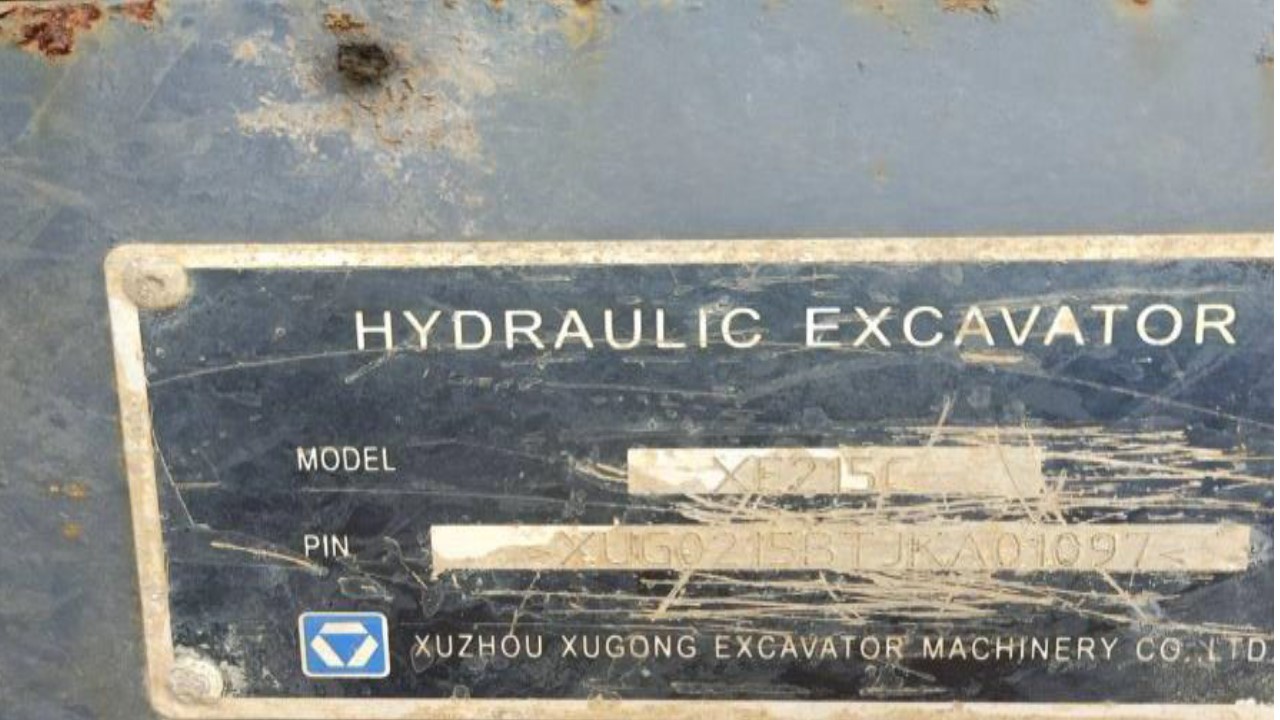 HYDRAULIC EXCAVATOR
MODEL XE215C
PIN <XUG0215BTJKA01097<
XUZHOU XUGONG EXCAVATOR MACHINERY CO.,LTD.